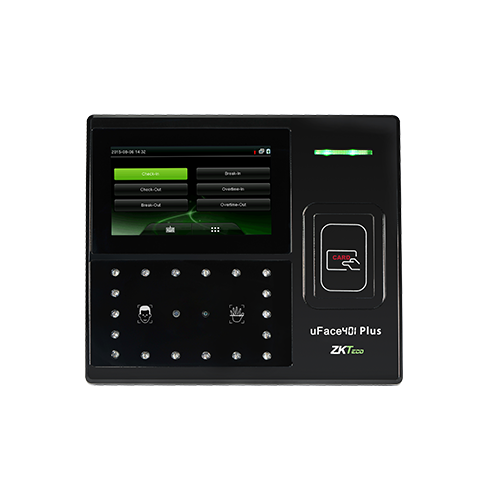 2015-09-06 14:32
Check-In
Break-In
Check-Out
Overtime-In
Break-Out
Overtime-Out
CARD
uFace401 Plus
ZKTeco